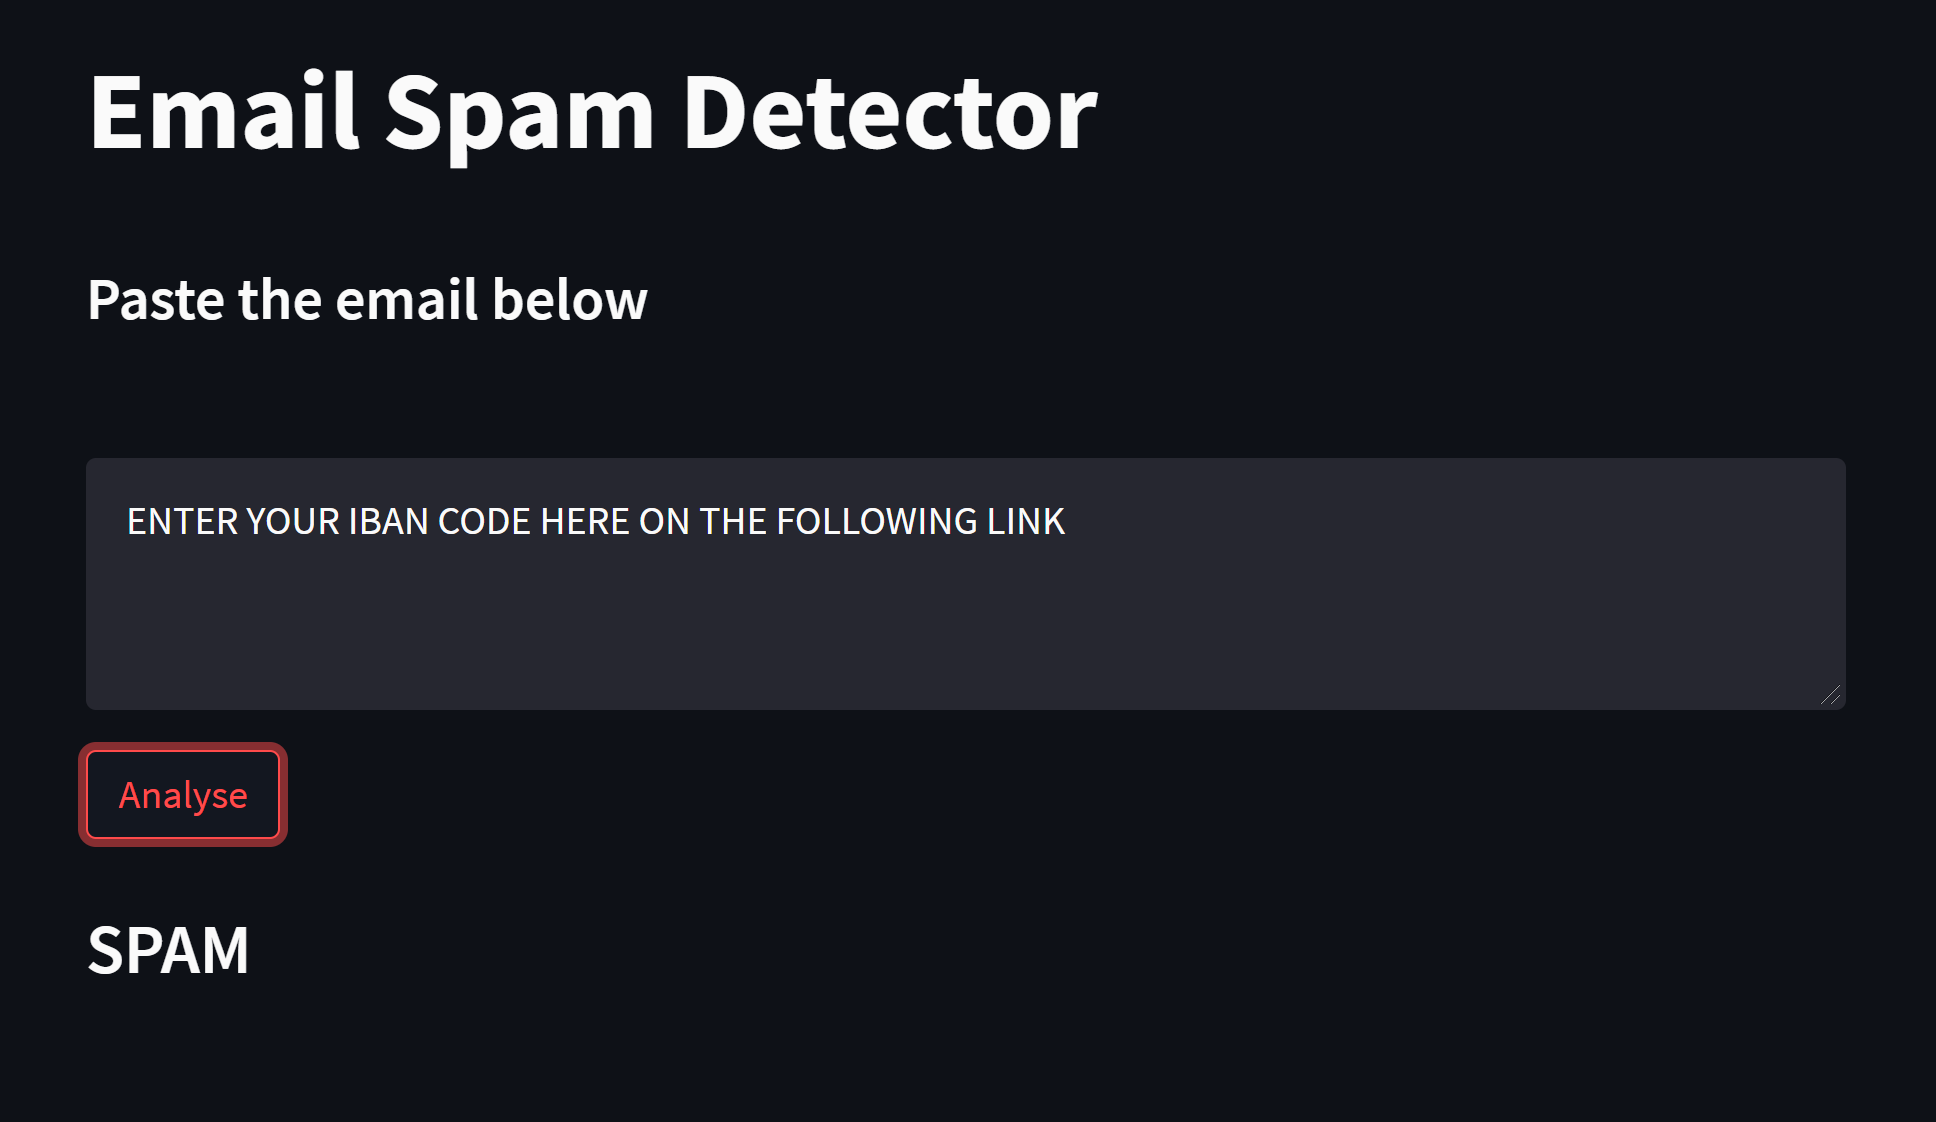 Email Spam Detector
Paste the email below
ENTER YOUR IBAN CODE HERE ON THE FOLLOWING LINK
Analyse
SPAM